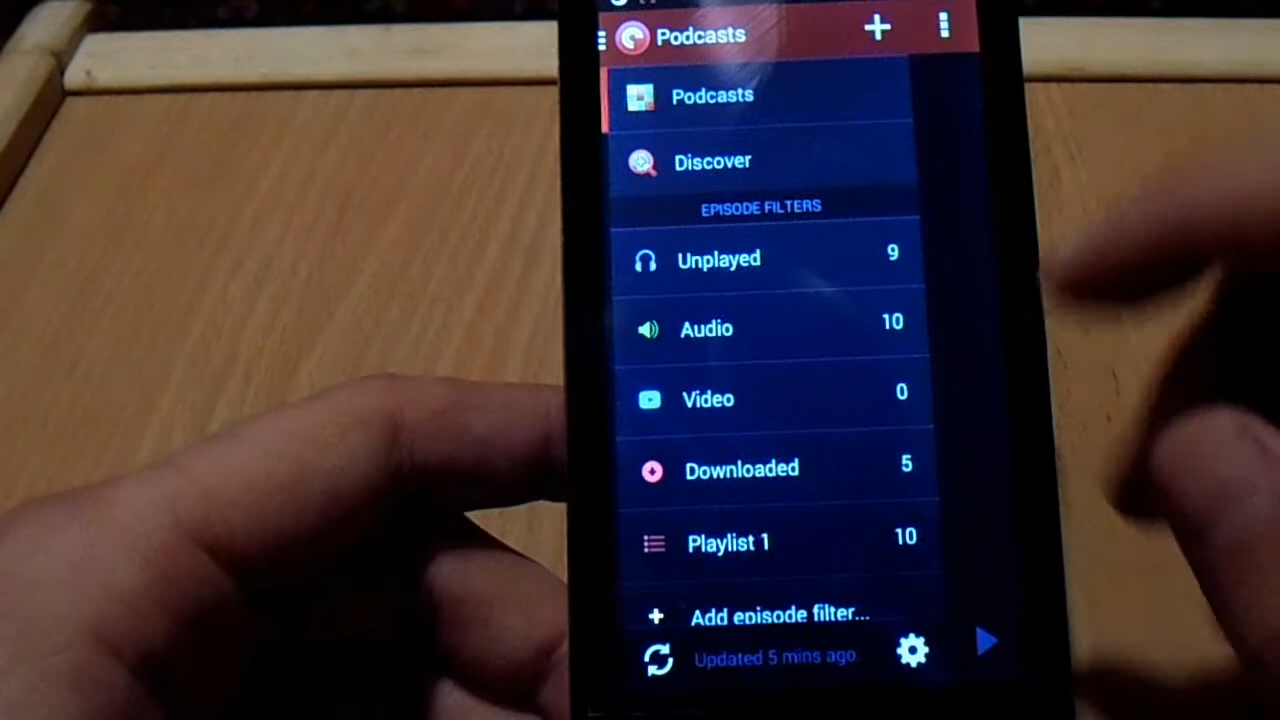 Podcasts
Podcasts
Discover
EPISODE FILTERS
Unplayed 9
Audio 10
Video 0
Downloaded 5
Playlist 1 10
Add episode filter...
Updated 5 mins ago.